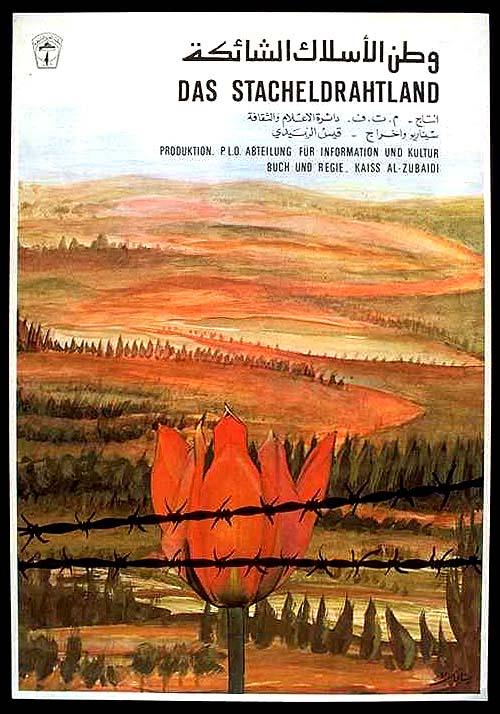 وطن الأسلاك الشائكة
DAS STACHELDRAHTLAND
انتاج - م.ت.ف. دائرة الاعلام والثقافة
سيناريو واخراج - قيس الزبيدي
PRODUKTION. P.L.O. ABTEILUNG FÜR INFORMATION UND KULTUR
BUCH UND REGIE. KAISS AL-ZUBAIDI